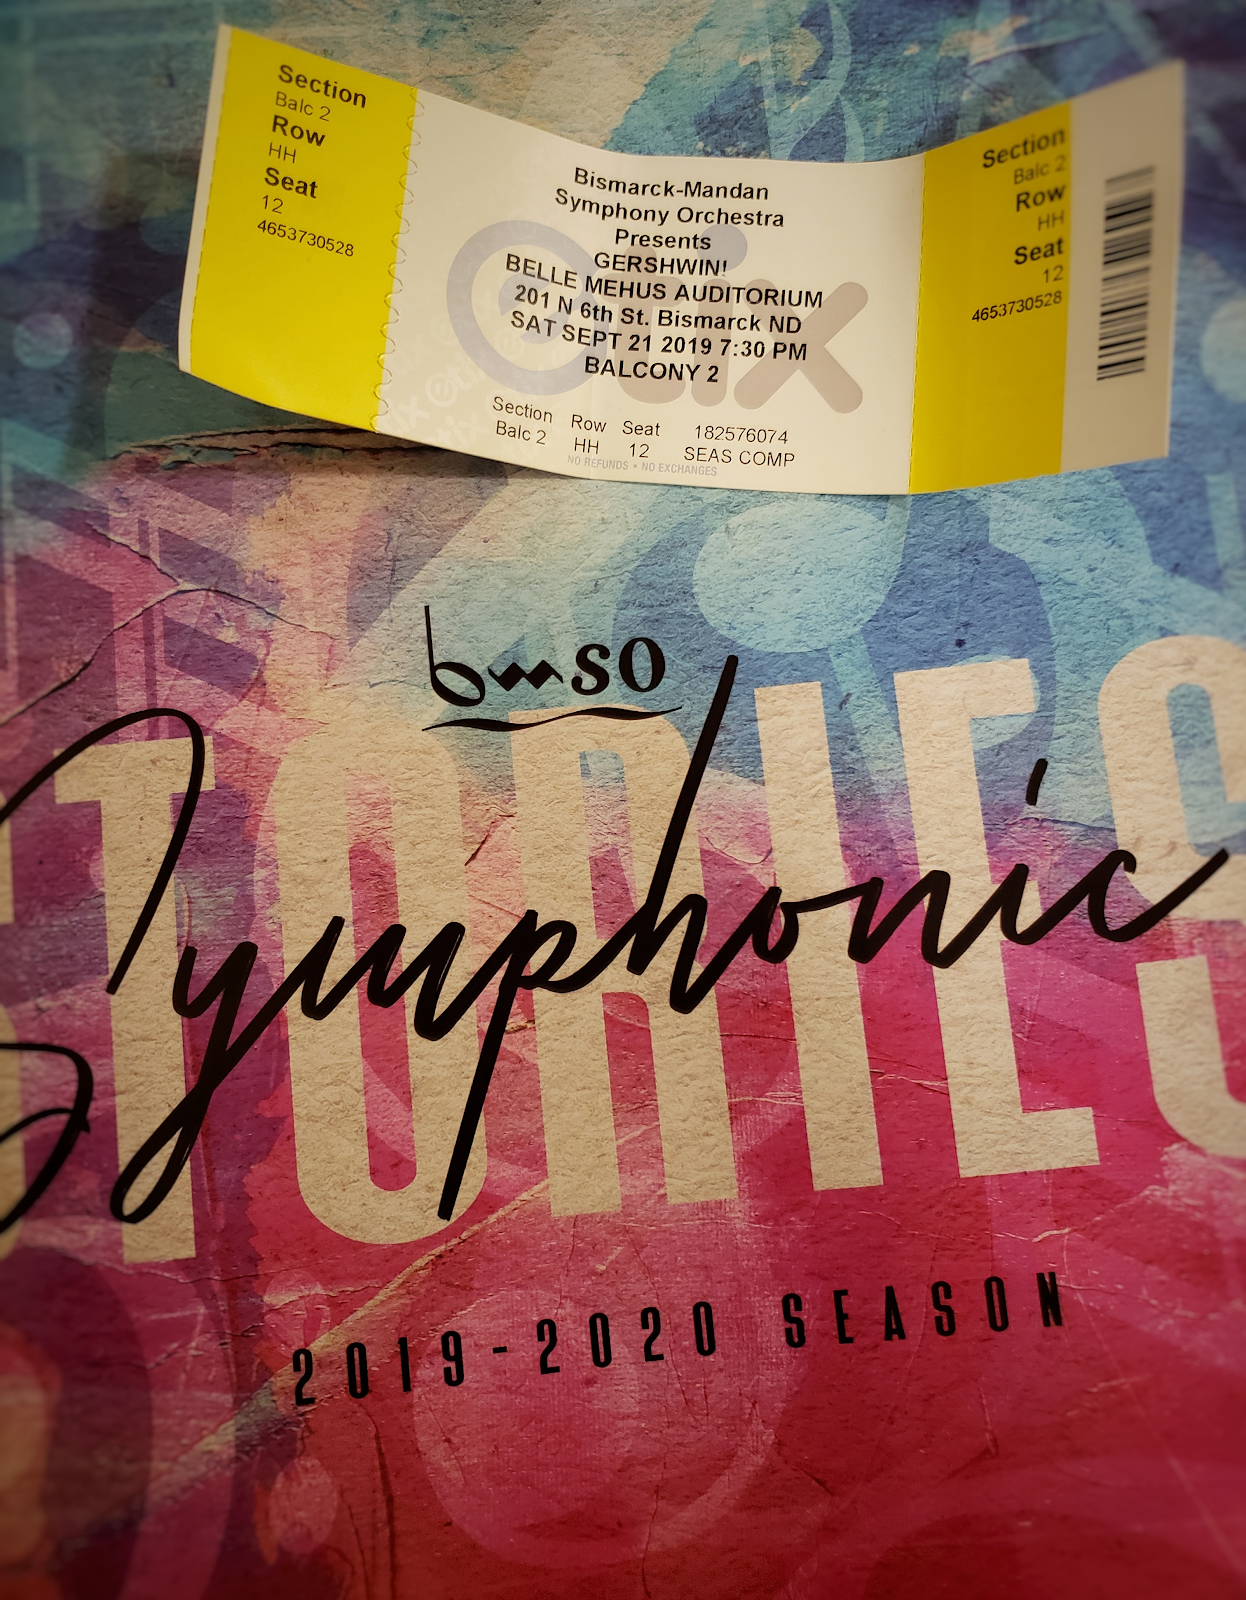 Section
Balc 2
Row
HH
Seat
12
4653730528
Bismarck-Mandan
Symphony Orchestra
Presents
GERSHWIN!
BELLE MEHUS AUDITORIUM
201 N 6th St. Bismarck ND
SAT SEPT 21 2019 7:30 PM
BALCONY 2
Section Row Seat 182576074
Balc 2 HH 12 SEAS COMP
NO REFUNDS • NO EXCHANGES
etix
Section
Balc 2
Row
HH
Seat
12
4653730528
bmso
Symphonic
STORIES
2019-2020 SEASON